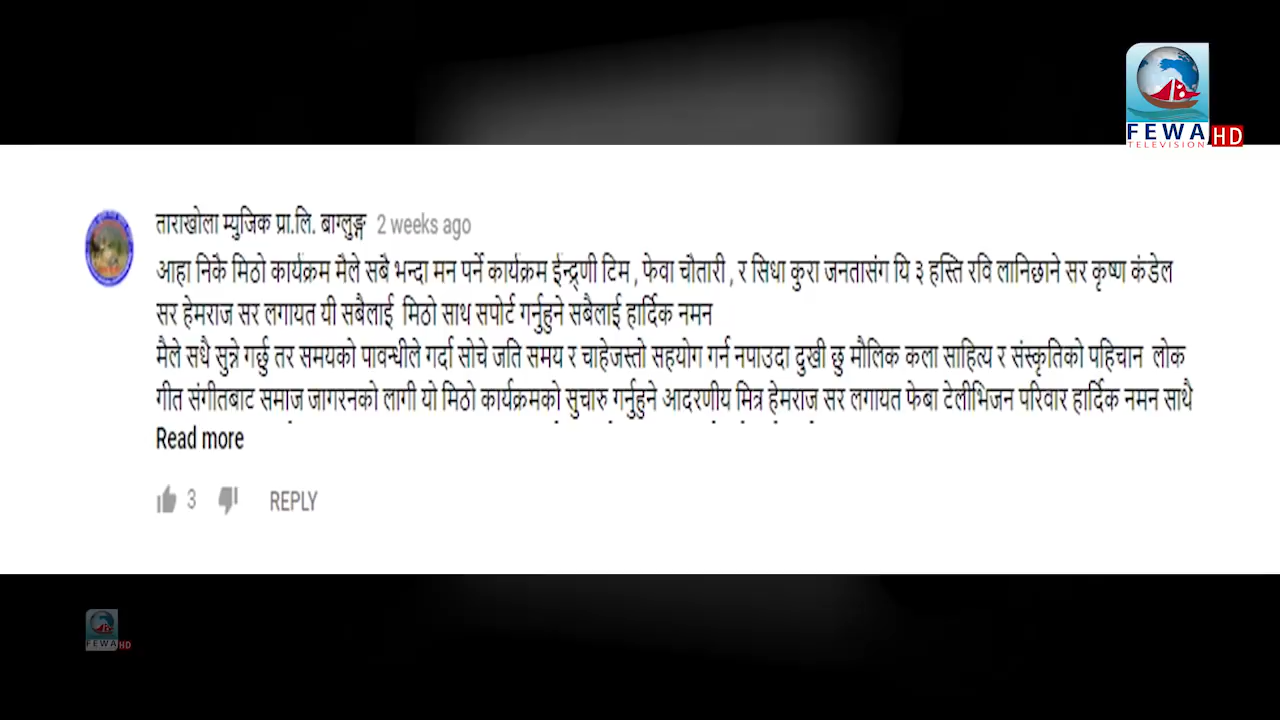 FEWA HD
TELEVISION
ताराखोला म्युजिक प्रा.लि. बाग्लुङ्ग 2 weeks ago
आहा निकै मिठो कार्यक्रम मैले सबै भन्दा मन पर्ने कार्यक्रम ईन्द्र्णी टिम , फेवा चौतारी , र सिधा कुरा जनतासंग यि ३ हस्ति रवि लानिछाने सर कृष्ण कंडेल
सर हेमराज सर लगायत यी सबैलाई मिठो साथ सपोर्ट गर्नुहुने सबैलाई हार्दिक नमन
मैले सधै सुन्ने गर्छु तर समयको पावन्धीले गर्दा सोचे जति समय र चाहेजस्तो सहयोग गर्न नपाउदा दुखी छु मौलिक कला साहित्य र संस्कृतिको पहिचान लोक
गीत संगीतबाट समाज जागरनको लागी यो मिठो कार्यक्रमको सुचारु गर्नुहुने आदरणीय मित्र हेमराज सर लगायत फेबा टेलीभिजन परिवार हार्दिक नमन साथै
Read more
3 REPLY
FEWA HD